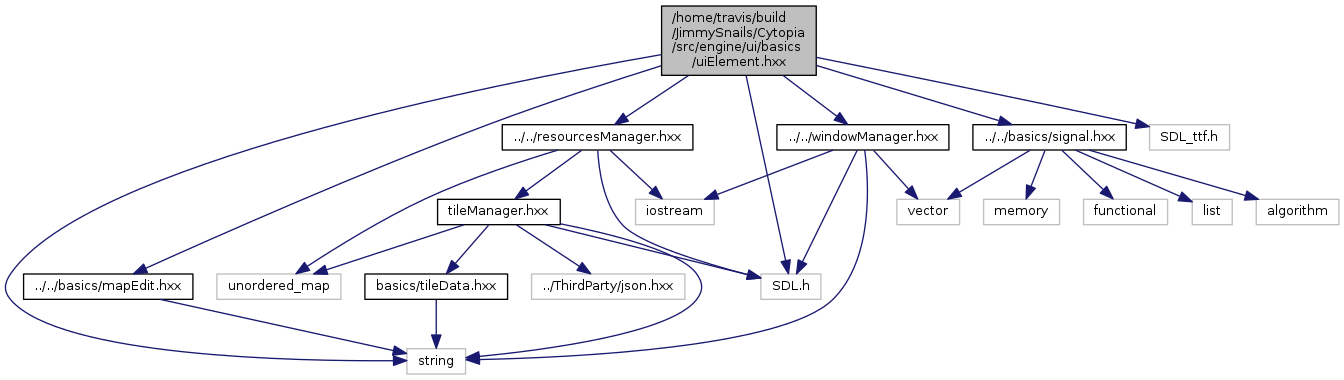 /home/travis/build
/JimmySnails/Cytopia
/src/engine/ui/basics
/uiElement.hxx
../../resourcesManager.hxx
../../windowManager.hxx
../../basics/signal.hxx
SDL_ttf.h
tileManager.hxx
iostream
vector
memory
functional
list
algorithm
../../basics/mapEdit.hxx
unordered_map
basics/tileData.hxx
../ThirdParty/json.hxx
SDL.h
string